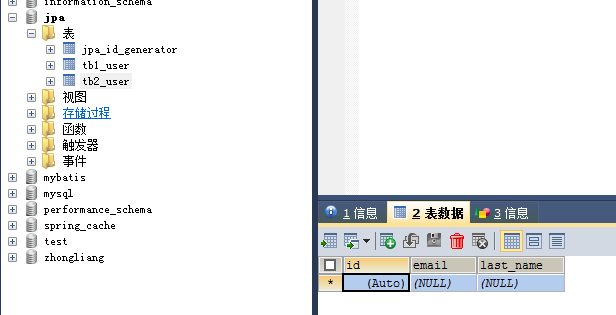 information_schema
jpa
表
jpa_id_generator
tb1_user
tb2_user
视图
存储过程
函数
触发器
事件
mybatis
mysql
performance_schema
spring_cache
test
zhongliang
1 信息
2 表数据
3 信息
id email last_name
* (Auto) (NULL) (NULL)